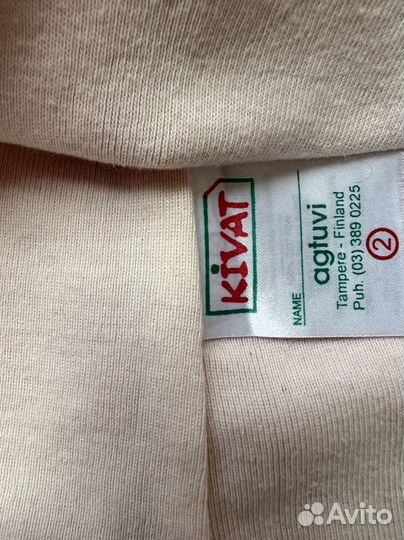 KIVAT
NAME
agtuvi
Tampere - Finland
Puh. (03) 389 0225
2
Avito